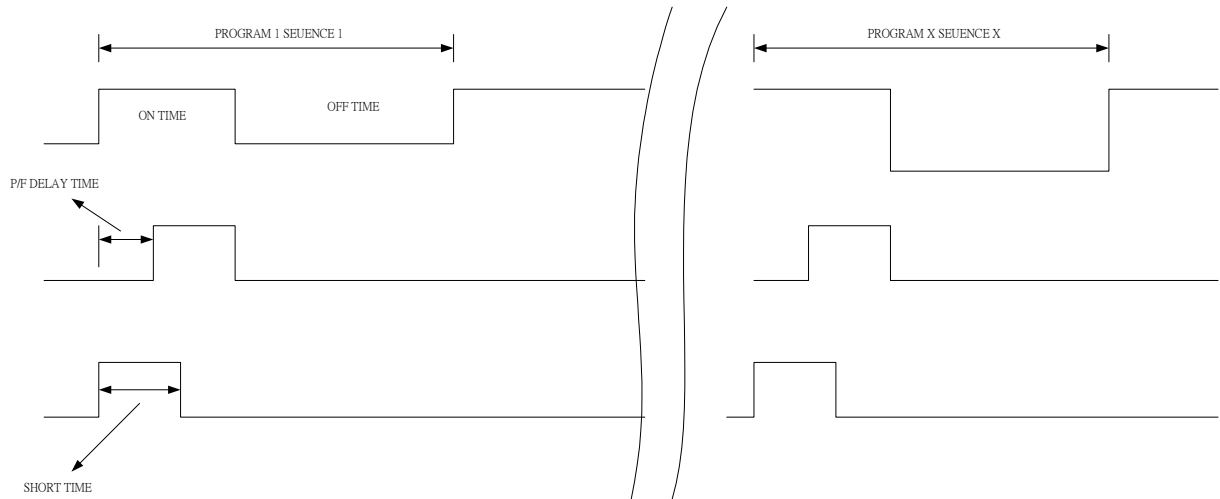 PROGRAM 1 SEUENCE 1
PROGRAM X SEUENCE X
ON TIME
OFF TIME
P/F DELAY TIME
SHORT TIME